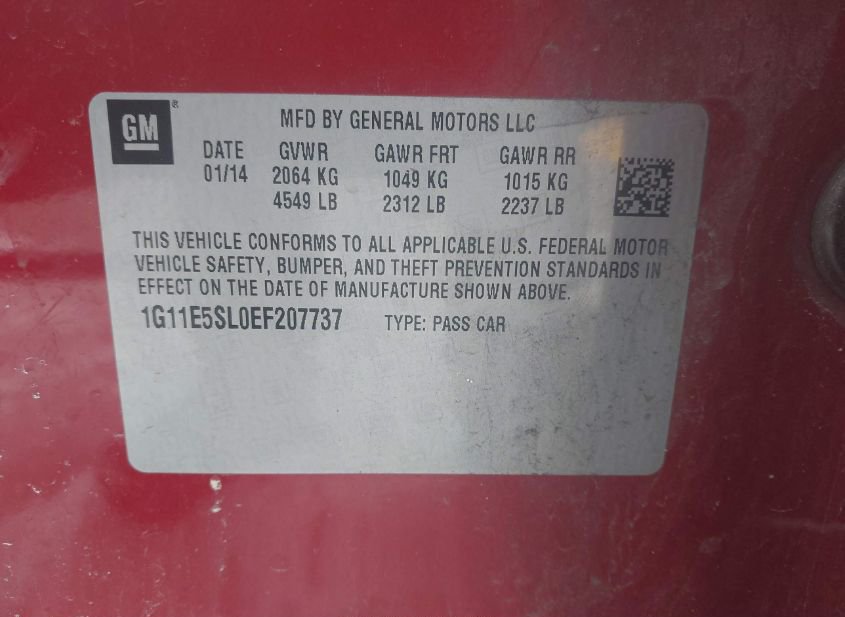 GM®
MFD BY GENERAL MOTORS LLC
DATE GVWR GAWR FRT GAWR RR
01/14 2064 KG 1049 KG 1015 KG
4549 LB 2312 LB 2237 LB
THIS VEHICLE CONFORMS TO ALL APPLICABLE U.S. FEDERAL MOTOR
VEHICLE SAFETY, BUMPER, AND THEFT PREVENTION STANDARDS IN
EFFECT ON THE DATE OF MANUFACTURE SHOWN ABOVE.
1G11E5SL0EF207737 TYPE: PASS CAR